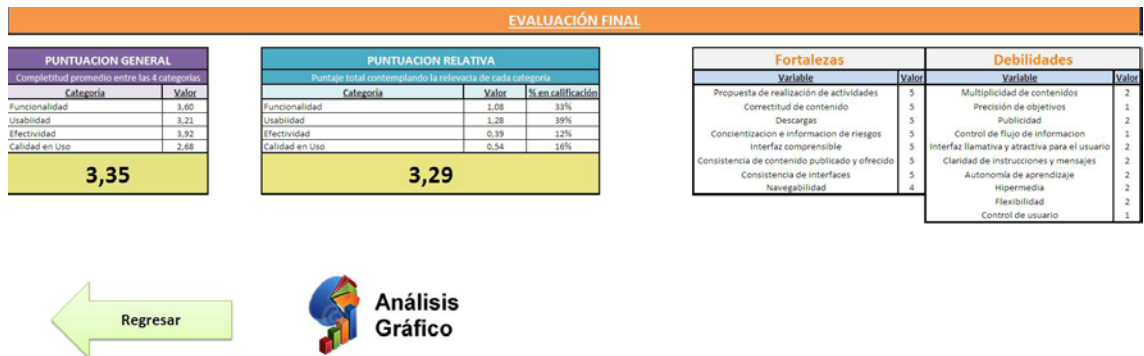 EVALUACIÓN FINAL
PUNTUACION GENERAL
Completitud promedio entre las 4 categorías
Categoría Valor
Funcionalidad 3,60
Usabilidad 3,21
Efectividad 3,92
Calidad en Uso 2,68
3,35
PUNTUACION RELATIVA
Puntaje total contemplando la relevacia de cada categoría
Categoría Valor % en calificación
Funcionalidad 1,08 33%
Usabilidad 1,28 39%
Efectividad 0,39 12%
Calidad en Uso 0,54 16%
3,29
Fortalezas
Variable Valor
Propuesta de realización de actividades 5
Correctitud de contenido 5
Descargas 5
Concientizacion e informacion de riesgos 5
Interfaz comprensible 5
Consistencia de contenido publicado y ofrecido 5
Consistencia de interfaces 5
Navegabilidad 4
Debilidades
Variable Valor
Multiplicidad de contenidos 2
Precisión de objetivos 1
Publicidad 2
Control de flujo de informacion 1
Interfaz llamativa y atractiva para el usuario 2
Claridad de instrucciones y mensajes 2
Autonomía de aprendizaje 2
Hipermedia 2
Flexibilidad 2
Control de usuario 1
Regresar
Análisis
Gráfico